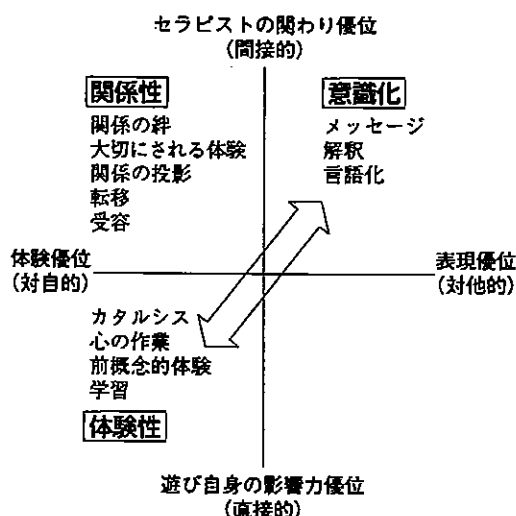 セラピストの関わり優位
(間接的)
関係性
関係の絆
大切にされる体験
関係の投影
転移
受容
意識化
メッセージ
解釈
言語化
体験優位
(対自的)
表現優位
(対他的)
カタルシス
心の作業
前概念的体験
学習
体験性
遊び自身の影響力優位
(直接的)